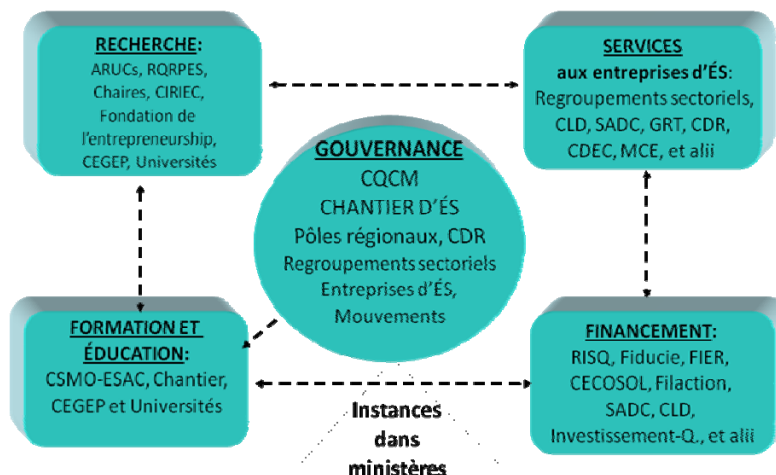 RECHERCHE:
ARUCs, RQRPES,
Chaires, CIRIEC,
Fondation de
l'entrepreneurship,
CEGEP, Universités
SERVICES
aux entreprises d'ÉS:
Regroupements sectoriels,
CLD, SADC, GRT, CDR,
CDEC, MCE, et alii
GOUVERNANCE
CQCM
CHANTIER D'ÉS
Pôles régionaux, CDR
Regroupements sectoriels
Entreprises d'ÉS,
Mouvements
FORMATION ET
ÉDUCATION:
CSMO-ESAC, Chantier,
CEGEP et Universités
FINANCEMENT:
RISQ, Fiducie, FIER,
CECOSOL, Filaction,
SADC, CLD,
Investissement-Q., et alii
Instances
dans
ministères